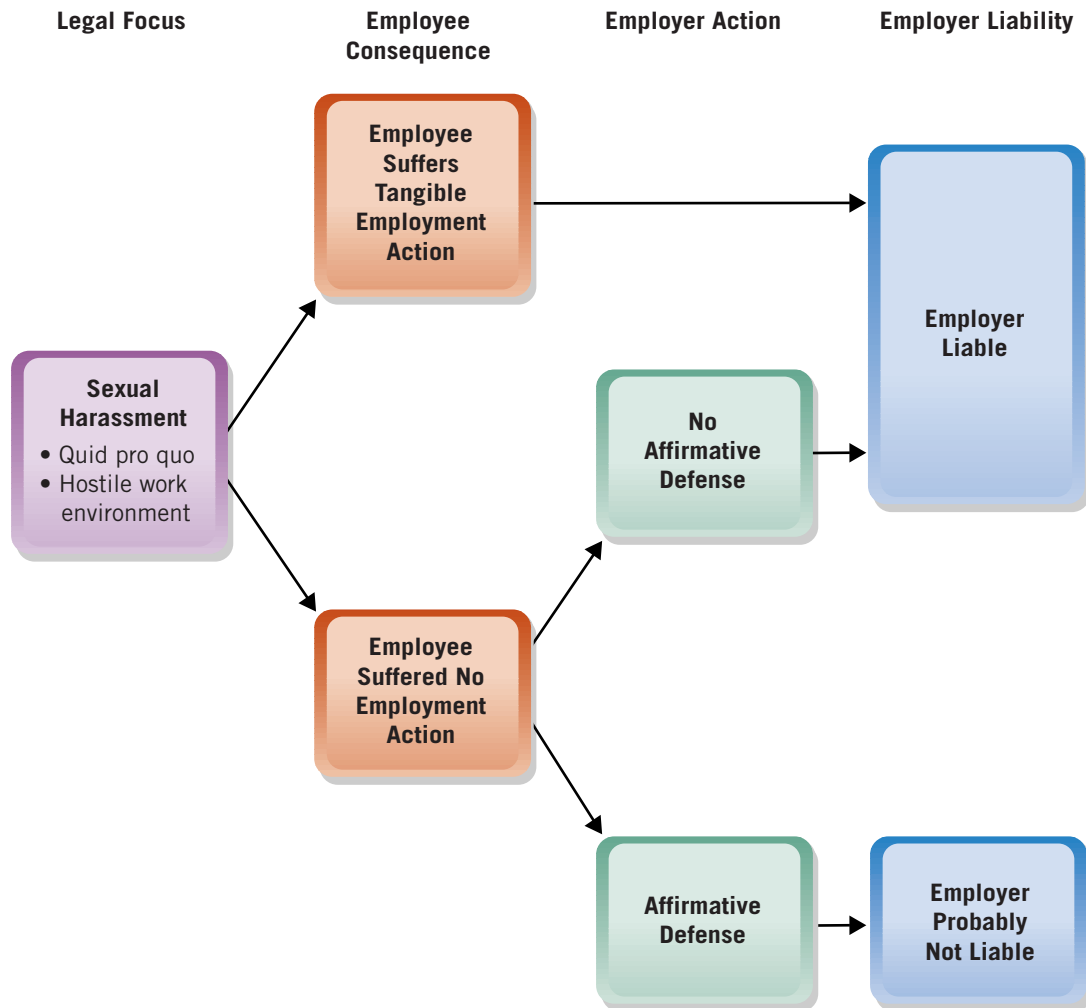 Legal Focus
Employee
Consequence
Employer Action
Employer Liability
Employee
Suffers
Tangible
Employment
Action
Employer
Liable
Sexual
Harassment
• Quid pro quo
• Hostile work
environment
No
Affirmative
Defense
Employee
Suffered No
Employment
Action
Affirmative
Defense
Employer
Probably
Not Liable